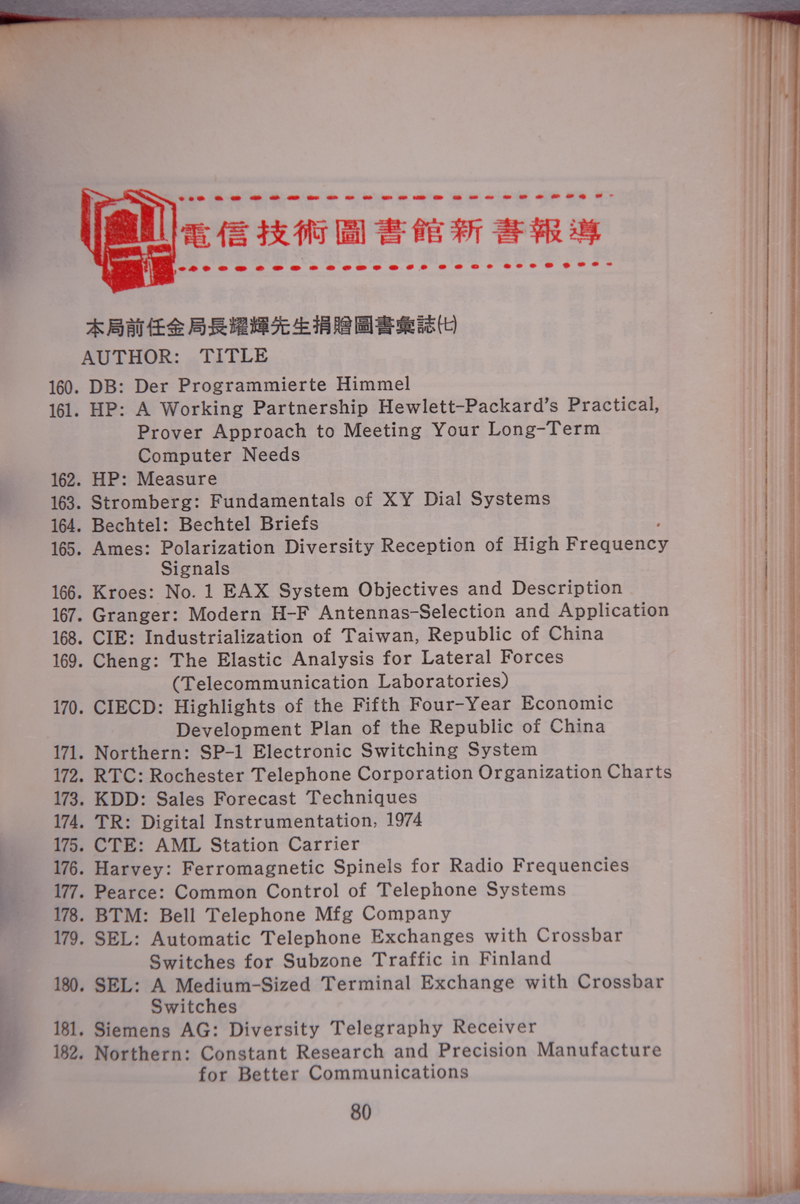 電信技術圖書館新書報導
本局前任金局長耀輝先生捐贈圖書彙誌㈦
AUTHOR: TITLE
160. DB: Der Programmierte Himmel
161. HP: A Working Partnership Hewlett-Packard's Practical,
Prover Approach to Meeting Your Long-Term
Computer Needs
162. HP: Measure
163. Stromberg: Fundamentals of XY Dial Systems
164. Bechtel: Bechtel Briefs
165. Ames: Polarization Diversity Reception of High Frequency
Signals
166. Kroes: No. 1 EAX System Objectives and Description
167. Granger: Modern H-F Antennas-Selection and Application
168. CIE: Industrialization of Taiwan, Republic of China
169. Cheng: The Elastic Analysis for Lateral Forces
(Telecommunication Laboratories)
170. CIECD: Highlights of the Fifth Four-Year Economic
Development Plan of the Republic of China
171. Northern: SP-1 Electronic Switching System
172. RTC: Rochester Telephone Corporation Organization Charts
173. KDD: Sales Forecast Techniques
174. TR: Digital Instrumentation, 1974
175. CTE: AML Station Carrier
176. Harvey: Ferromagnetic Spinels for Radio Frequencies
177. Pearce: Common Control of Telephone Systems
178. BTM: Bell Telephone Mfg Company
179. SEL: Automatic Telephone Exchanges with Crossbar
Switches for Subzone Traffic in Finland
180. SEL: A Medium-Sized Terminal Exchange with Crossbar
Switches
181. Siemens AG: Diversity Telegraphy Receiver
182. Northern: Constant Research and Precision Manufacture
for Better Communications
80